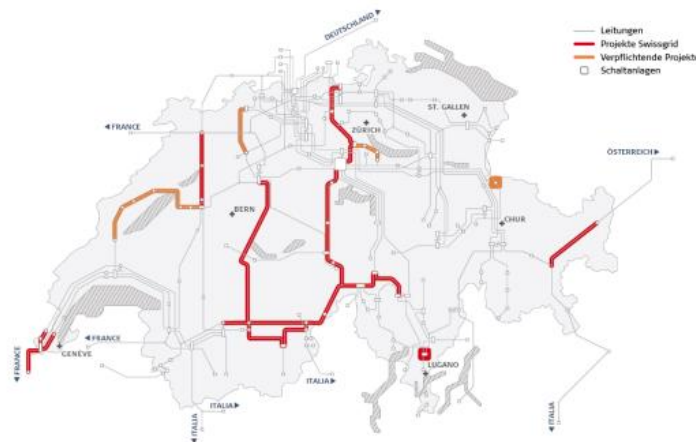 DEUTSCHLAND ▶
Leitungen
Projekte Swissgrid
Verpflichtende Projekte
Schaltanlagen
◀ FRANCE
ZÜRICH
ST. GALLEN
ÖSTERREICH ▶
BERN
CHUR
◀ FRANCE
GENÈVE
◀ FRANCE
ITALIA ▶
LUGANO
ITALIA ▶
◀ ITALIA
◀ ITALIA